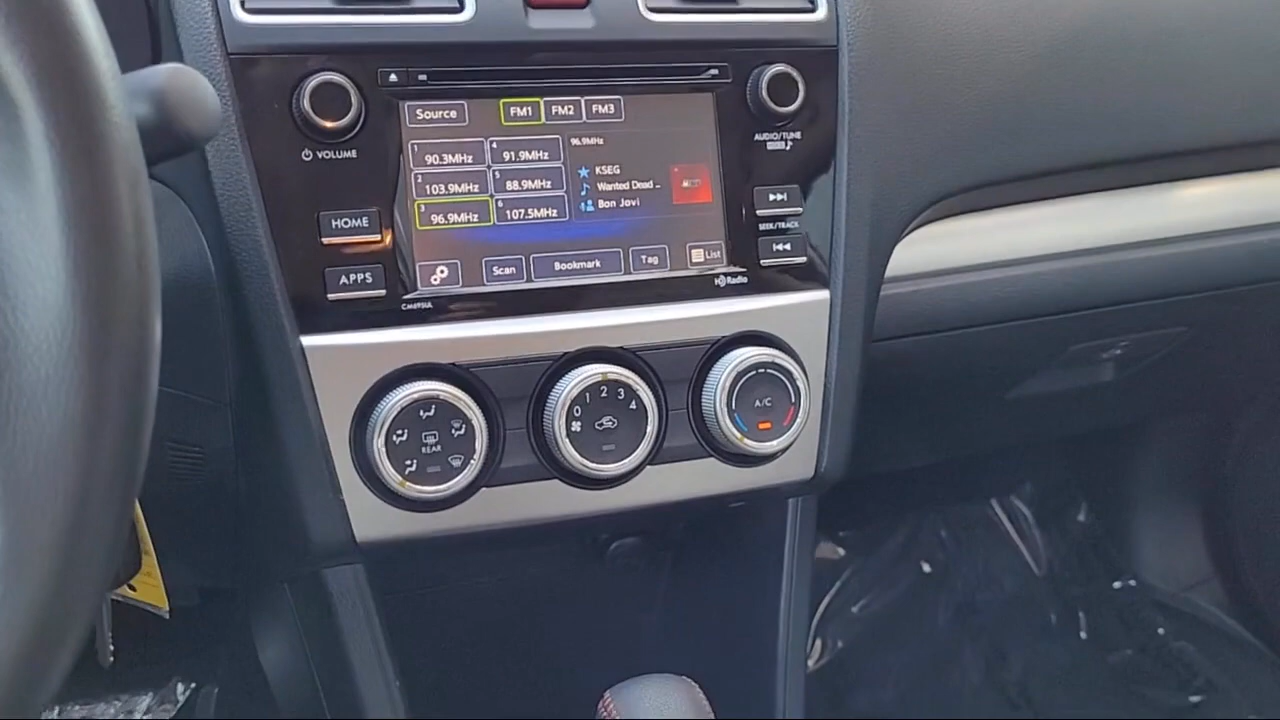 VOLUME
HOME
APPS
Source
FM1 FM2 FM3
96.9MHz
1 90.3MHz
4 91.9MHz
2 103.9MHz
5 88.9MHz
3 96.9MHz
6 107.5MHz
KSEG
Wanted Dead ..
Bon Jovi
Scan
Bookmark
Tag
List
HD Radio
AUDIO/TUNE
SEEK/TRACK
REAR
0 1 2 3 4
A/C